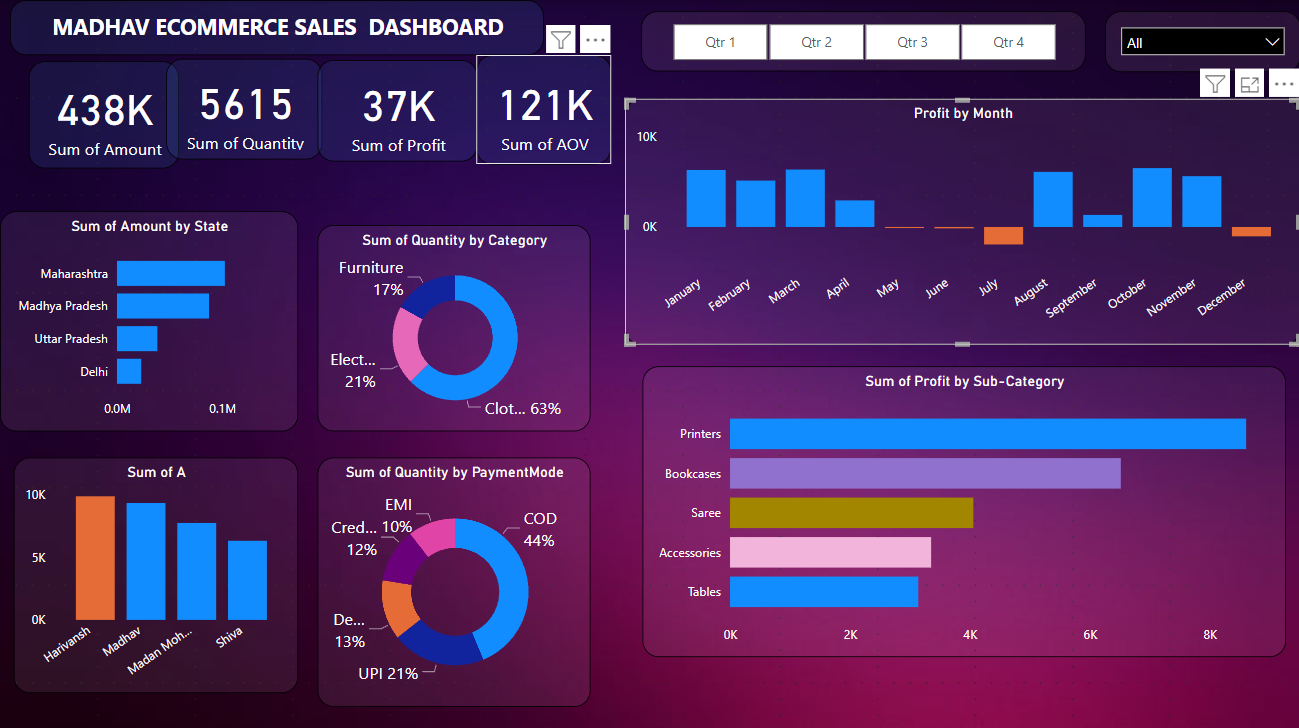 MADHAV ECOMMERCE SALES  DASHBOARD
Qtr 1
Qtr 2
Qtr 3
Qtr 4
All
438K
Sum of Amount
5615
Sum of Quantity
37K
Sum of Profit
121K
Sum of AOV
Profit by Month
10K
0K
January
February
March
April
May
June
July
August
September
October
November
December
Sum of Amount by State
Maharashtra
Madhya Pradesh
Uttar Pradesh
Delhi
0.0M
0.1M
Sum of Quantity by Category
Furniture
17%
Elect...
21%
Clot... 63%
Sum of Profit by Sub-Category
Printers
Bookcases
Saree
Accessories
Tables
0K
2K
4K
6K
8K
Sum of A
10K
5K
0K
Harivansh
Madhav
Madan Moh...
Shiva
Sum of Quantity by PaymentMode
EMI
10%
Cred...
12%
De...
13%
UPI 21%
COD
44%